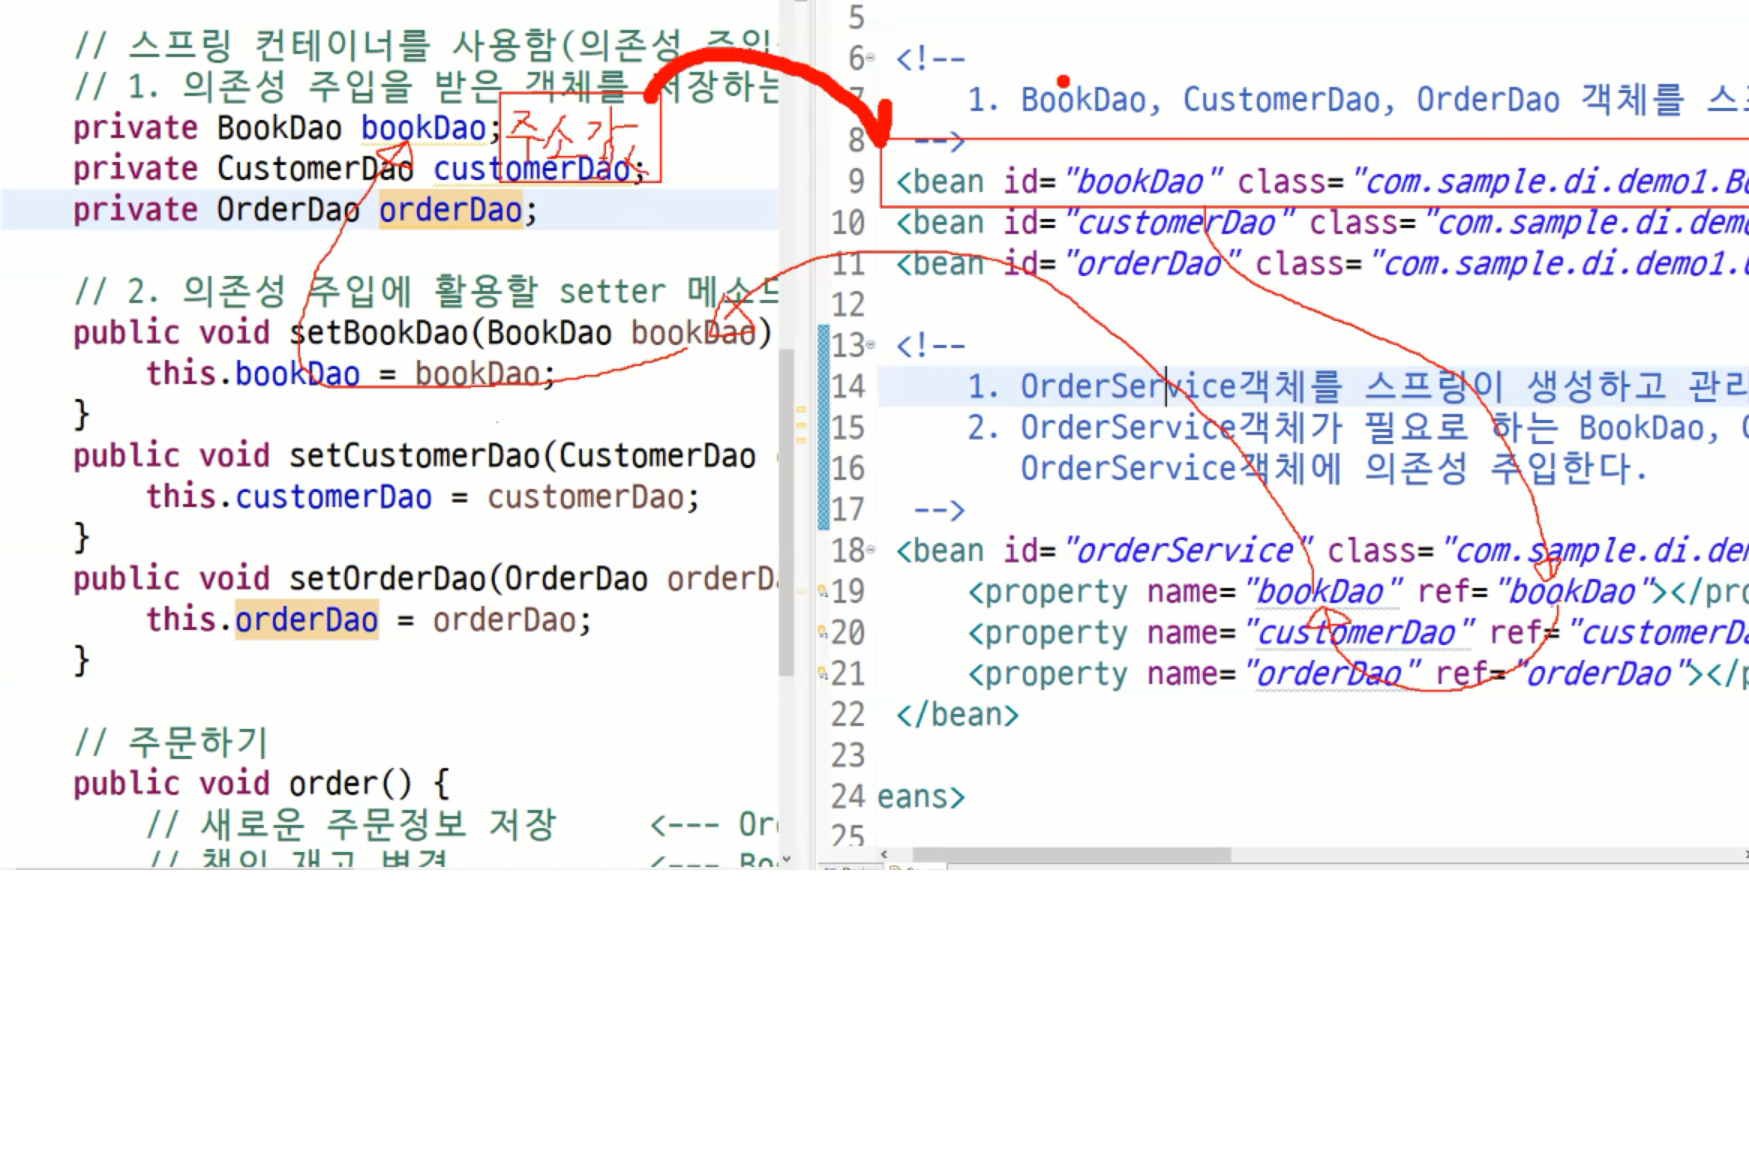 // 스프링 컨테이너를 사용함(의존성 주입
// 1. 의존성 주입을 받은 객체를 저장하는
private BookDao bookDao;
주소값
private CustomerDao customerDao;
private OrderDao orderDao;
// 2. 의존성 주입에 활용할 setter 메소드
public void setBookDao(BookDao bookDao)
this.bookDao = bookDao;
}
public void setCustomerDao(CustomerDao
this.customerDao = customerDao;
}
public void setOrderDao(OrderDao orderDa
this.orderDao = orderDao;
}
// 주문하기
public void order() {
// 새로운 주문정보 저장 <--- Or
// 책의 재고 변경 <--- Bo
5
6 <!--
7 1. BookDao, CustomerDao, OrderDao 객체를 스
8 -->
9 <bean id="bookDao" class="com.sample.di.demo1.Bo
10 <bean id="customerDao" class="com.sample.di.demo
11 <bean id="orderDao" class="com.sample.di.demo1.
12
13 <!--
14 1. OrderService객체를 스프링이 생성하고 관리
15 2. OrderService객체가 필요로 하는 BookDao,
16 OrderService객체에 의존성 주입한다.
17 -->
18 <bean id="orderService" class="com.sample.di.dem
19 <property name="bookDao" ref="bookDao"></pro
20 <property name="customerDao" ref="customerDa
21 <property name="orderDao" ref="orderDao"></p
22 </bean>
23
24 eans>
25